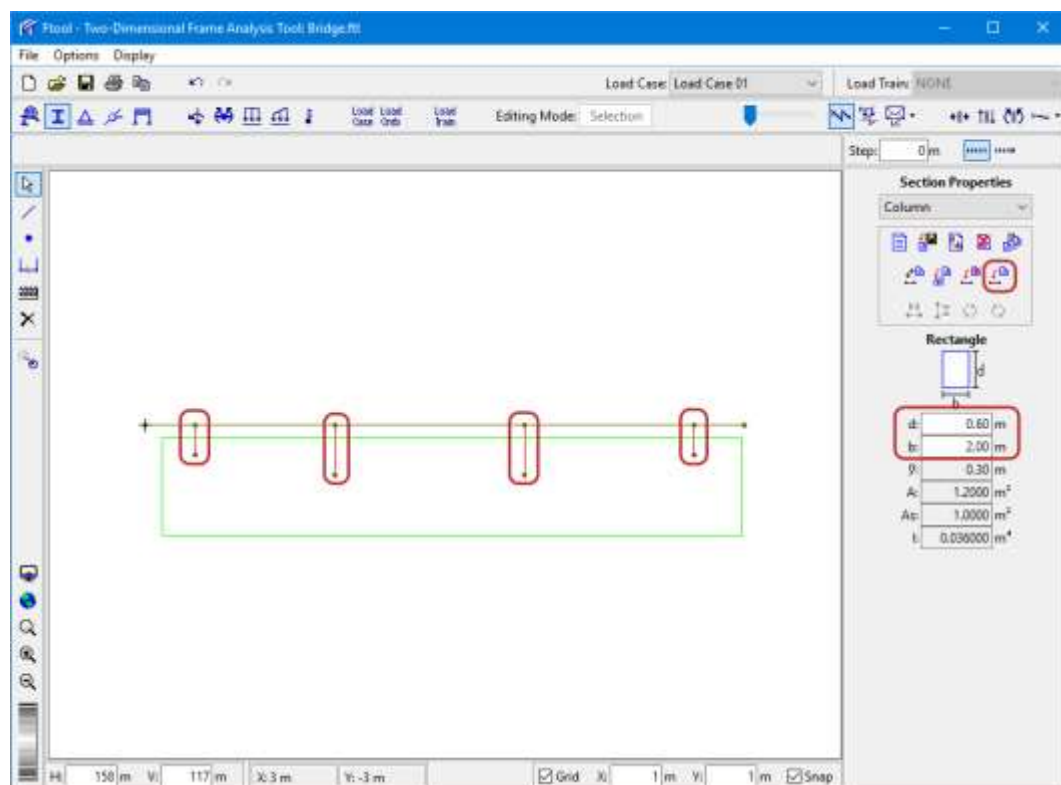 Ftool - Two-Dimensional Frame Analysis Tool: Bridge.ftl
File Options Display
Load Case: Load Case 01 Load Train: NONE
Load Case Load Cmb Load Train Editing Mode: Selection
Step: 0 m
Section Properties
Column
Rectangle
d
b
d: 0.60 m
b: 2.00 m
ȳ: 0.30 m
A: 1.2000 m²
As: 1.0000 m²
I: 0.036000 m⁴
H: 158 m V: 117 m X: 3 m Y: -3 m Grid X: 1 m Y: 1 m Snap